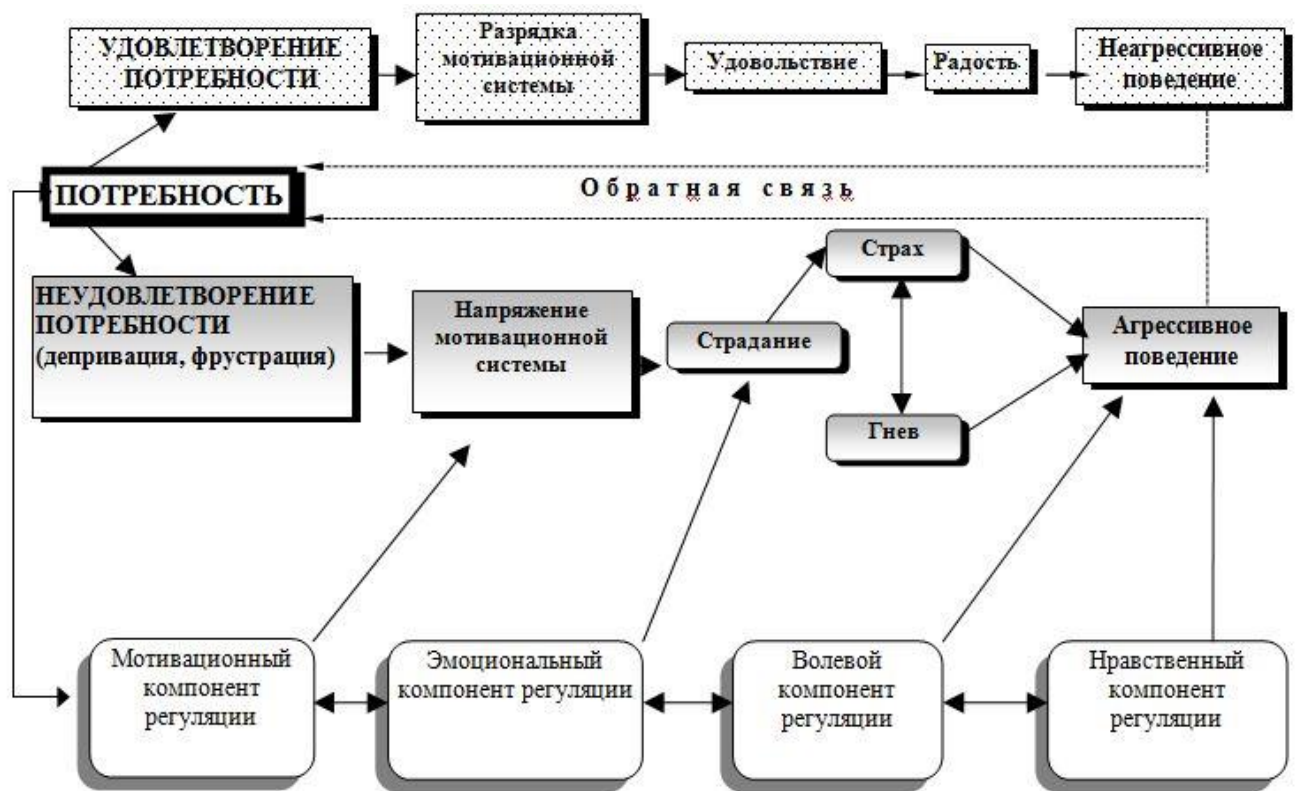 УДОВЛЕТВОРЕНИЕ
ПОТРЕБНОСТИ
Разрядка
мотивационной
системы
Удовольствие
Радость
Неагрессивное
поведение
ПОТРЕБНОСТЬ
Обратная связь
НЕУДОВЛЕТВОРЕНИЕ
ПОТРЕБНОСТИ
(депривация, фрустрация)
Напряжение
мотивационной
системы
Страдание
Страх
Гнев
Агрессивное
поведение
Мотивационный
компонент
регуляции
Эмоциональный
компонент регуляции
Волевой
компонент
регуляции
Нравственный
компонент
регуляции